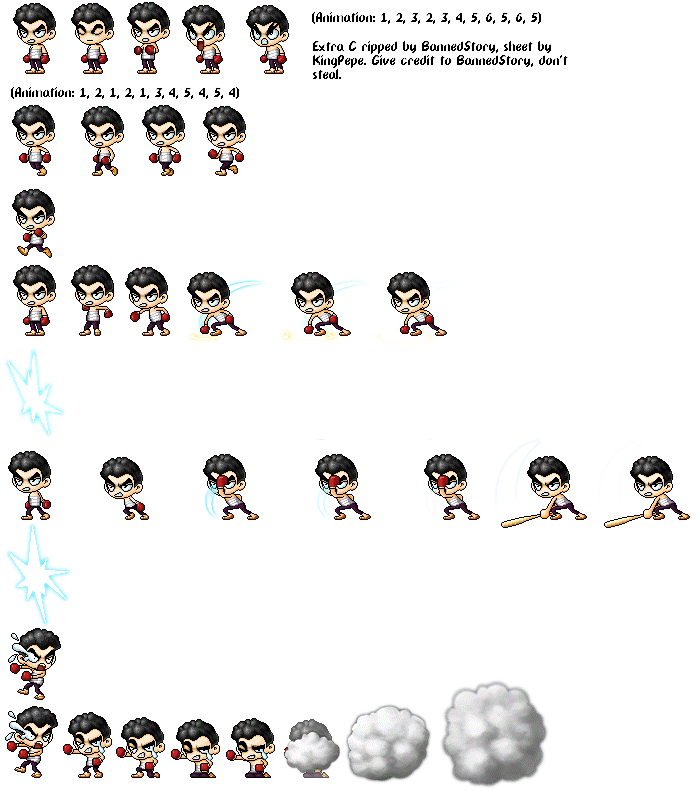 (Animation: 1, 2, 3, 2, 3, 4, 5, 6, 5, 6, 5)
Extra C ripped by BannedStory, sheet by
KingPepe. Give credit to BannedStory, don't
steal.
(Animation: 1, 2, 1, 2, 1, 3, 4, 5, 4, 5, 4)